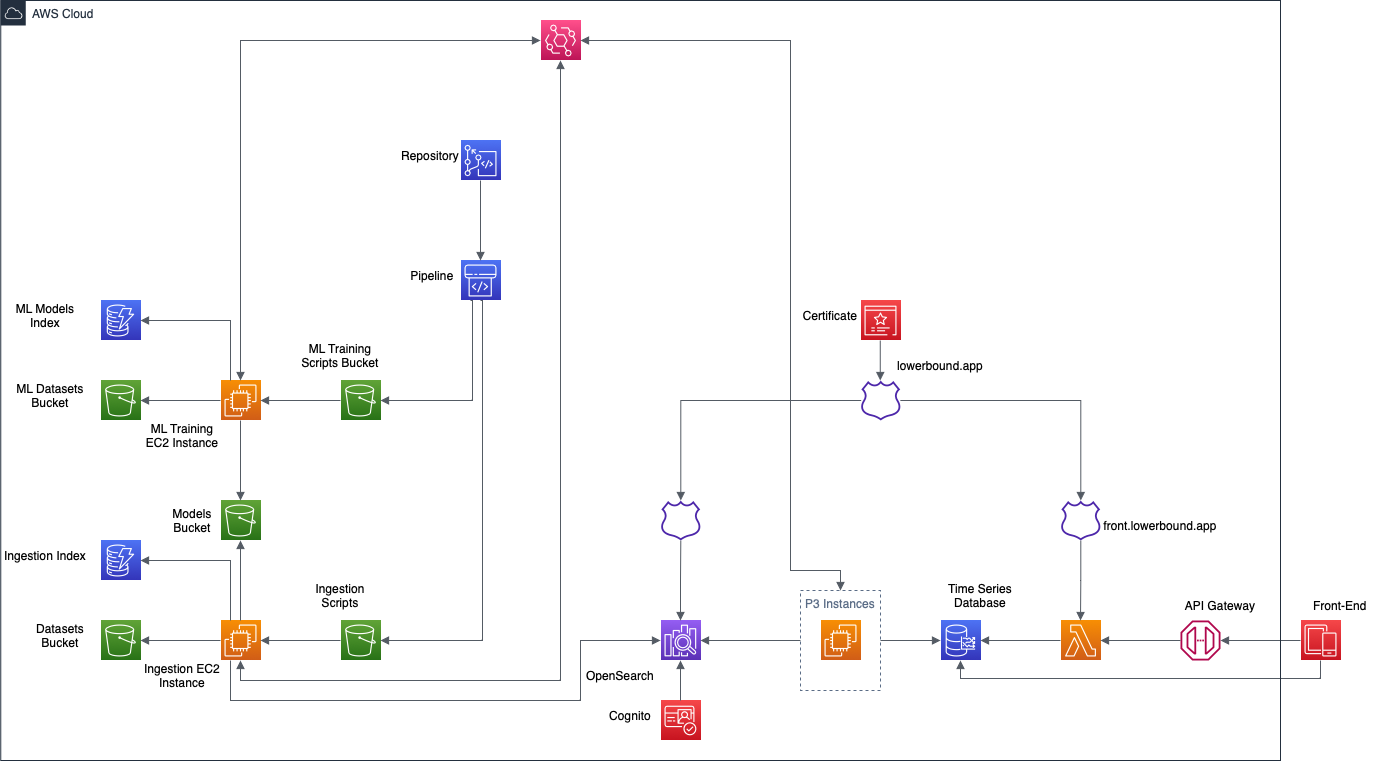 AWS Cloud
Repository
Pipeline
ML Models
Index
ML Training
Scripts Bucket
Certificate
lowerbound.app
ML Datasets
Bucket
ML Training
EC2 Instance
Models
Bucket
front.lowerbound.app
Ingestion Index
Ingestion
Scripts
P3 Instances
Time Series
Database
API Gateway
Front-End
Datasets
Bucket
Ingestion EC2
Instance
OpenSearch
Cognito